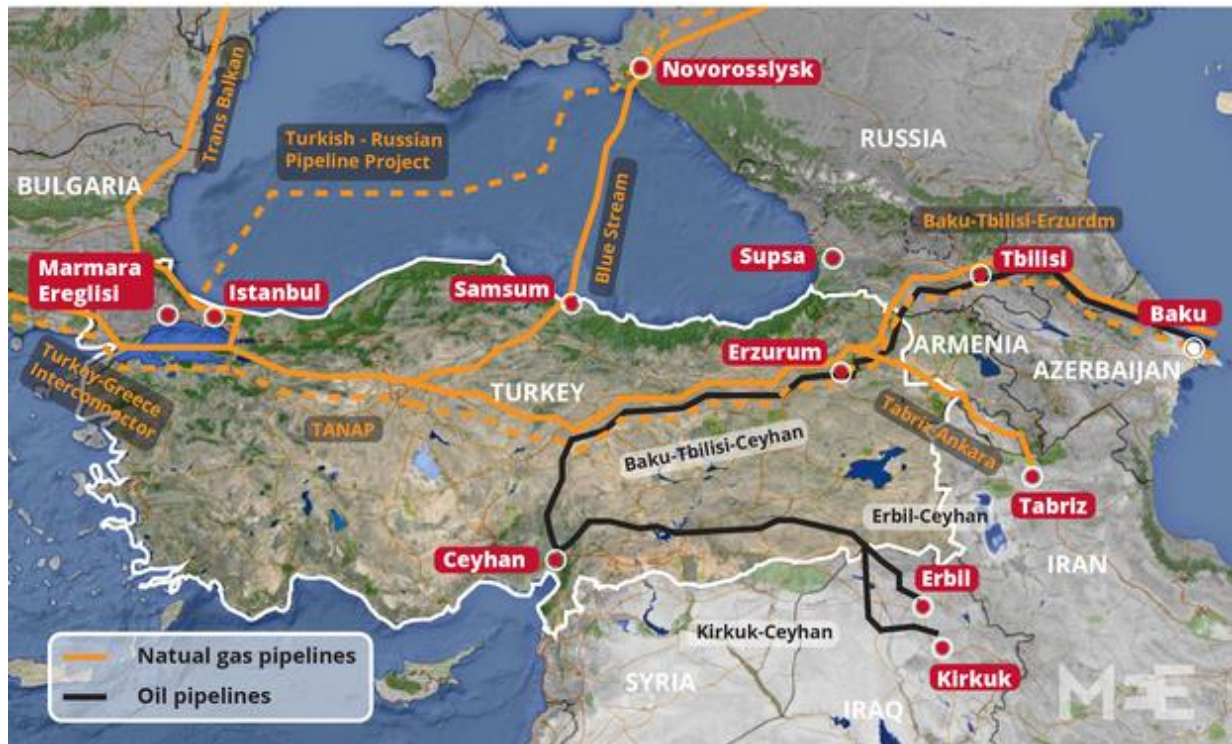 Novorosslysk
Trans Balkan
Turkish - Russian
Pipeline Project
RUSSIA
BULGARIA
Blue Stream
Baku-Tbilisi-Erzurdm
Supsa
Tbilisi
Marmara
Ereglisi
Istanbul
Samsum
Baku
Erzurum
ARMENIA
AZERBAIJAN
Turkey-Greece
Interconnector
TURKEY
TANAP
Tabriz-Ankara
Baku-Tbilisi-Ceyhan
Tabriz
Erbil-Ceyhan
Ceyhan
IRAN
Erbil
Kirkuk-Ceyhan
Natual gas pipelines
Oil pipelines
Kirkuk
SYRIA
IRAQ
MEE